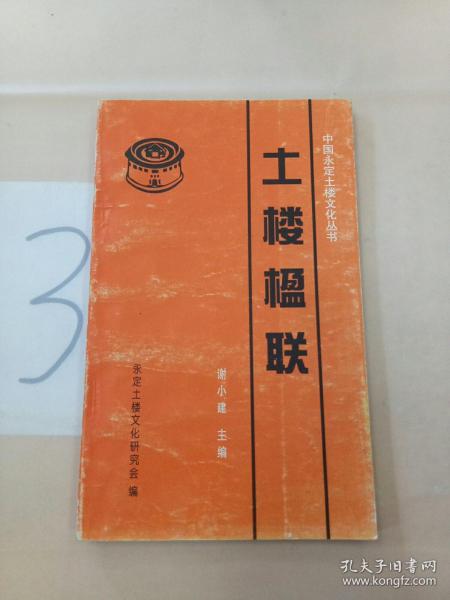 中国永定土楼文化丛书
土楼楹联
谢小建 主编
永定土楼文化研究会 编
3
孔夫子旧书网
www.kongfz.com